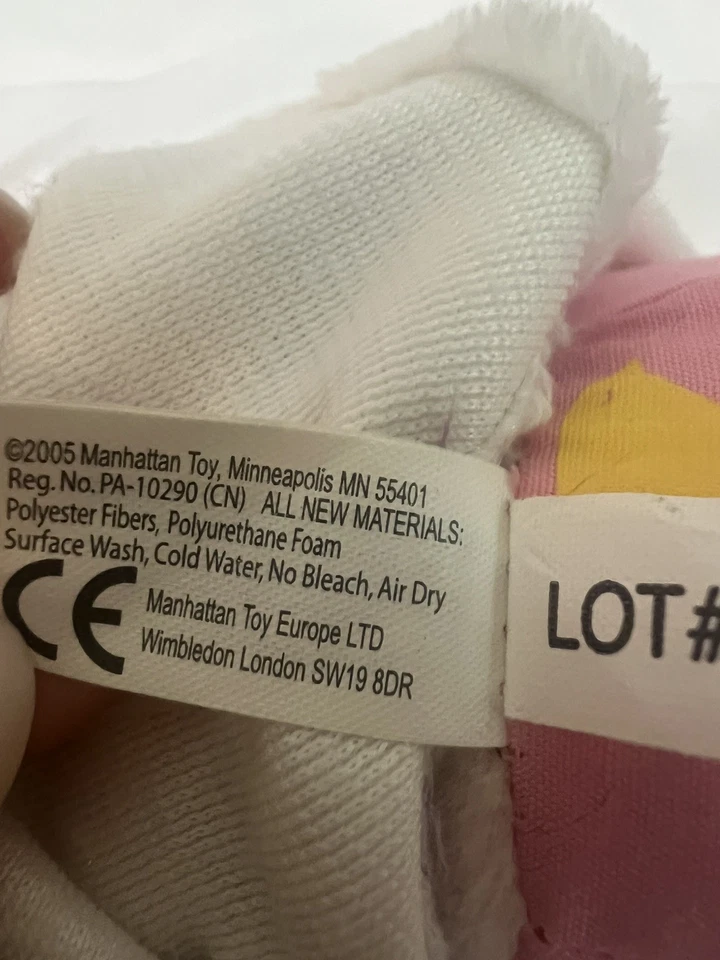 ©2005 Manhattan Toy, Minneapolis MN 55401
Reg. No. PA-10290 (CN) ALL NEW MATERIALS:
Polyester Fibers, Polyurethane Foam
Surface Wash, Cold Water, No Bleach, Air Dry
CE
Manhattan Toy Europe LTD
Wimbledon London SW19 8DR
LOT#